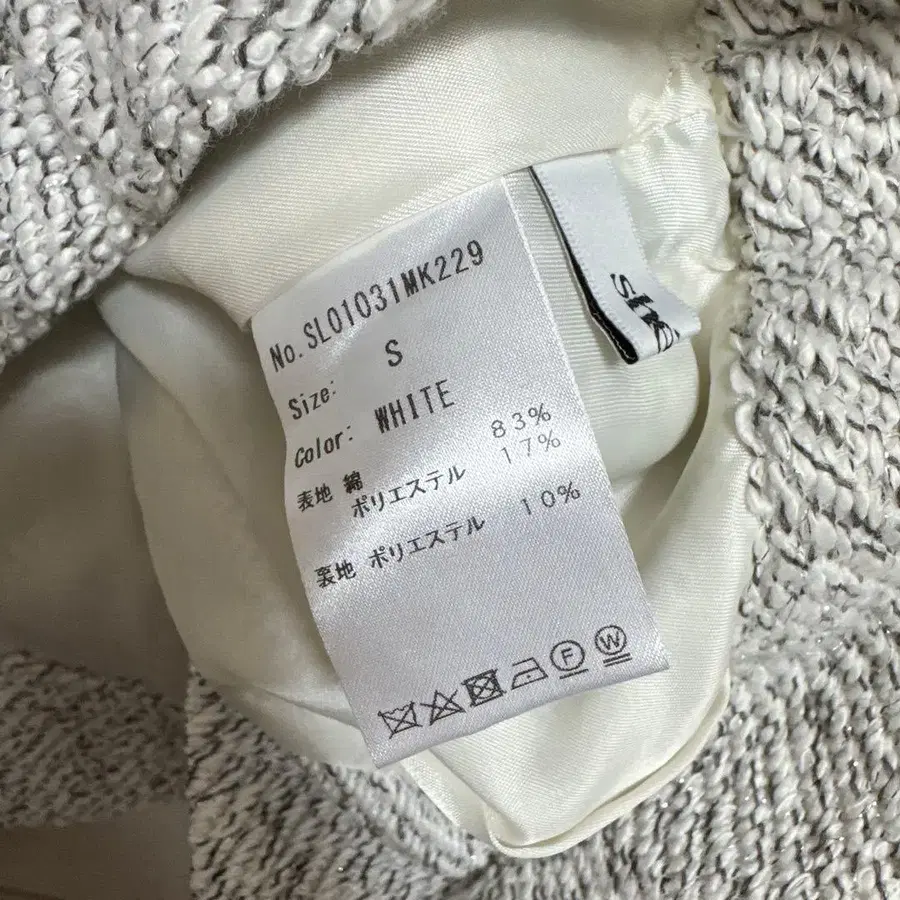 No. SL01031MK229
Size: S
Color: WHITE
表地 綿 83%
ポリエステル 17%
表地 ポリエステル 10%
F
W